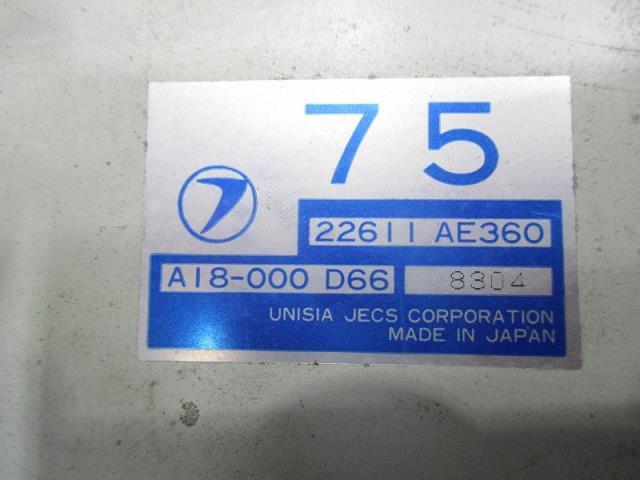 75
22611 AE360
A18-000 D66 8304
UNISIA JECS CORPORATION
MADE IN JAPAN